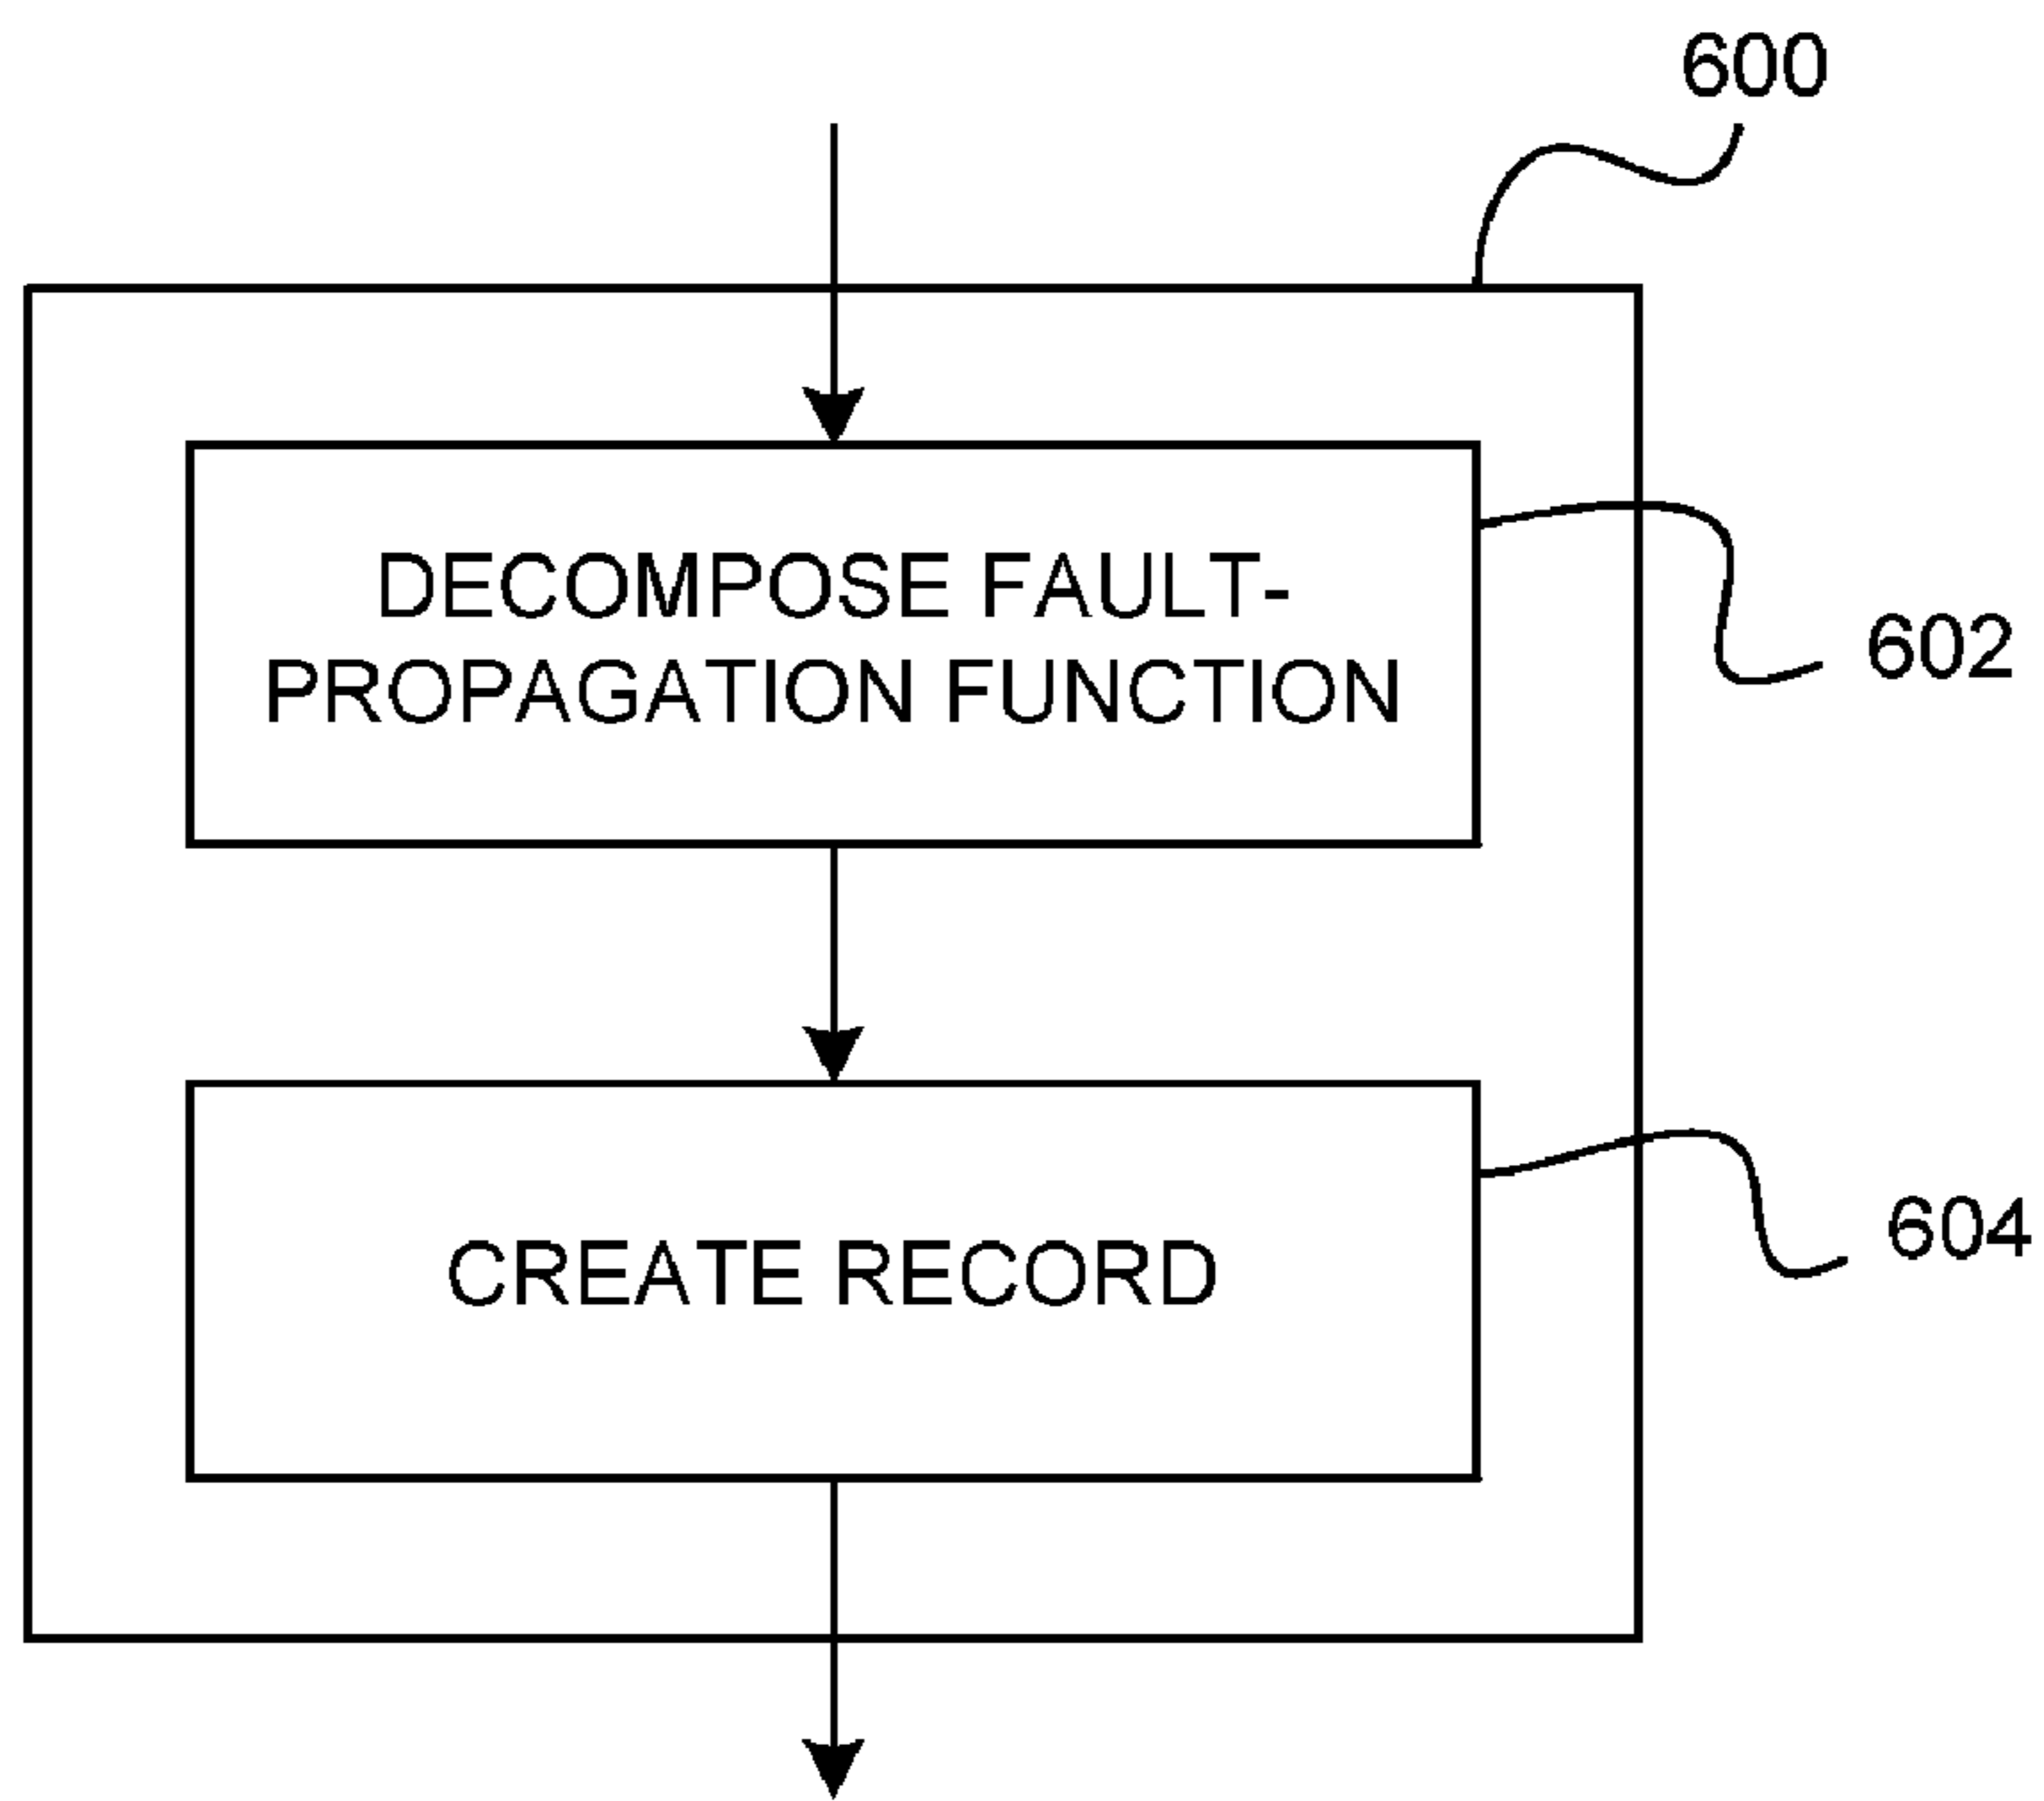 600
DECOMPOSE FAULT-
PROPAGATION FUNCTION
602
CREATE RECORD
604